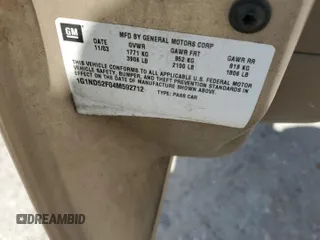 GM
MFD BY GENERAL MOTORS CORP
DATE GVWR GAWR FRT GAWR RR
11/03 1771 KG 952 KG 819 KG
3906 LB 2100 LB 1806 LB
THIS VEHICLE CONFORMS TO ALL APPLICABLE U.S. FEDERAL MOTOR VEHICLE
SAFETY, BUMPER, AND THEFT PREVENTION STANDARDS IN EFFECT
ON THE DATE OF MANUFACTURE SHOWN ABOVE.
1G1ND52F04M592712 TYPE: PASS CAR
DREAMBID